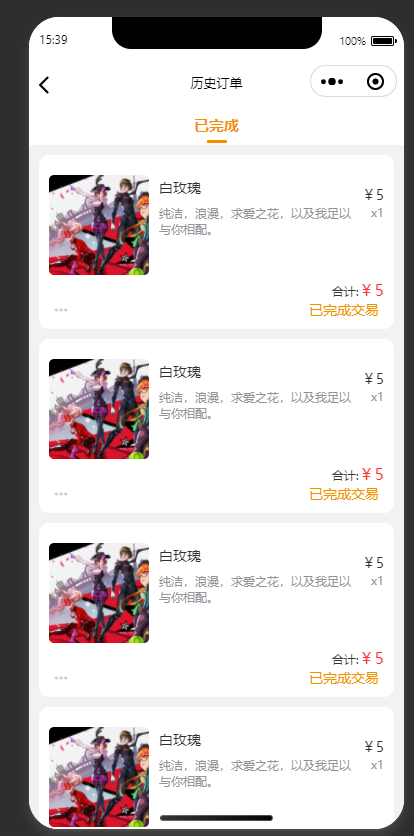 15:39
100%
历史订单
已完成
白玫瑰
¥ 5
纯洁，浪漫，求爱之花，以及我足以
x1
与你相配。
合计: ¥ 5
已完成交易
白玫瑰
¥ 5
纯洁，浪漫，求爱之花，以及我足以
x1
与你相配。
合计: ¥ 5
已完成交易
白玫瑰
¥ 5
纯洁，浪漫，求爱之花，以及我足以
x1
与你相配。
合计: ¥ 5
已完成交易
白玫瑰
¥ 5
纯洁，浪漫，求爱之花，以及我足以
x1
与你相配。